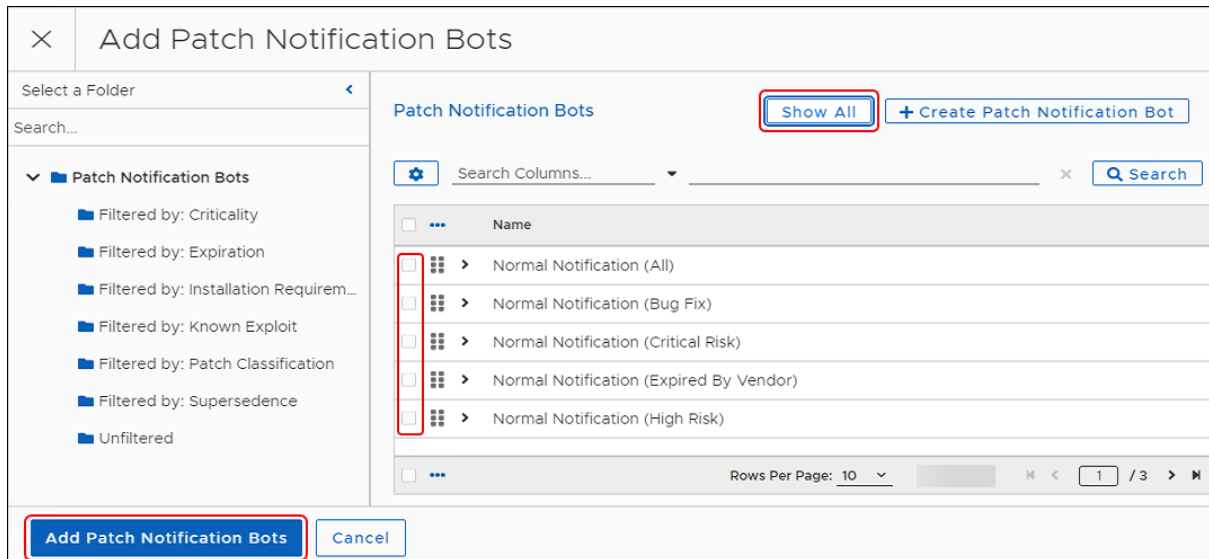 Add Patch Notification Bots
Select a Folder
Search...
Patch Notification Bots
Filtered by: Criticality
Filtered by: Expiration
Filtered by: Installation Requirem...
Filtered by: Known Exploit
Filtered by: Patch Classification
Filtered by: Supersedence
Unfiltered
Patch Notification Bots
Show All
+ Create Patch Notification Bot
Search Columns...
Search
Name
Normal Notification (All)
Normal Notification (Bug Fix)
Normal Notification (Critical Risk)
Normal Notification (Expired By Vendor)
Normal Notification (High Risk)
Rows Per Page: 10
1 / 3
Add Patch Notification Bots
Cancel